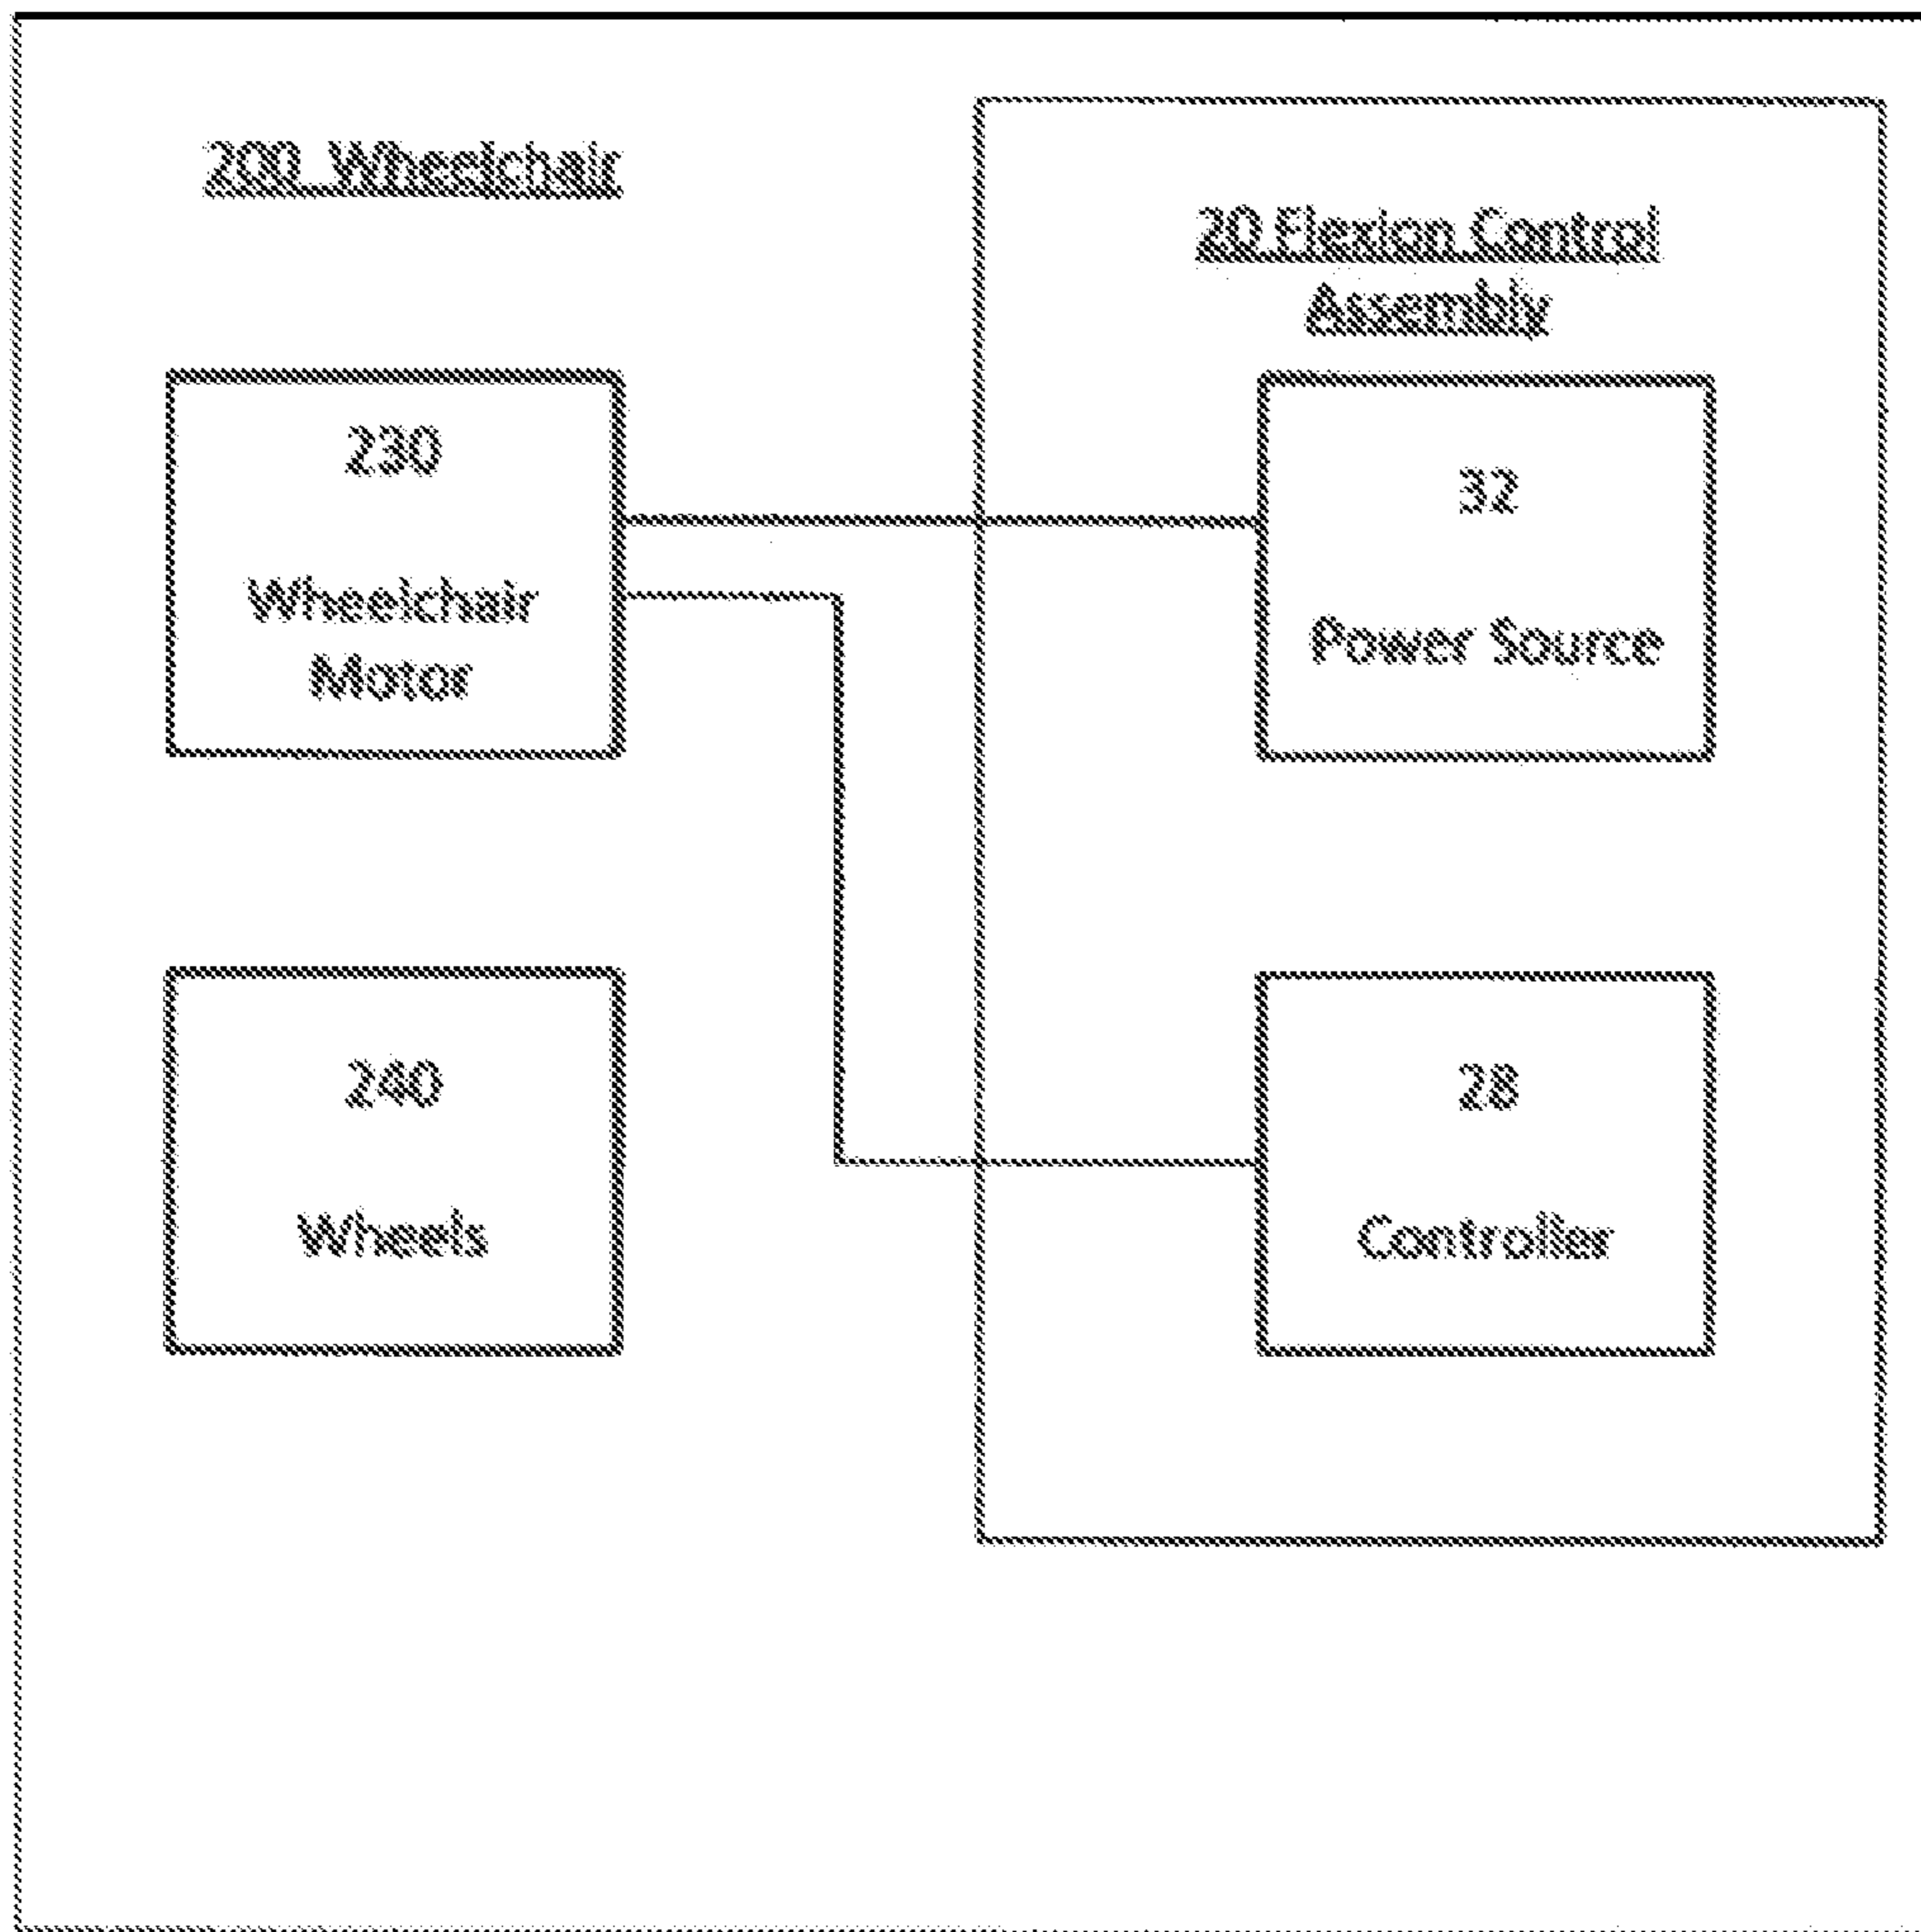 200 Wheelchair
20 Flexion Control
Assembly
230
Wheelchair
Motor
32
Power Source
240
Wheels
28
Controller